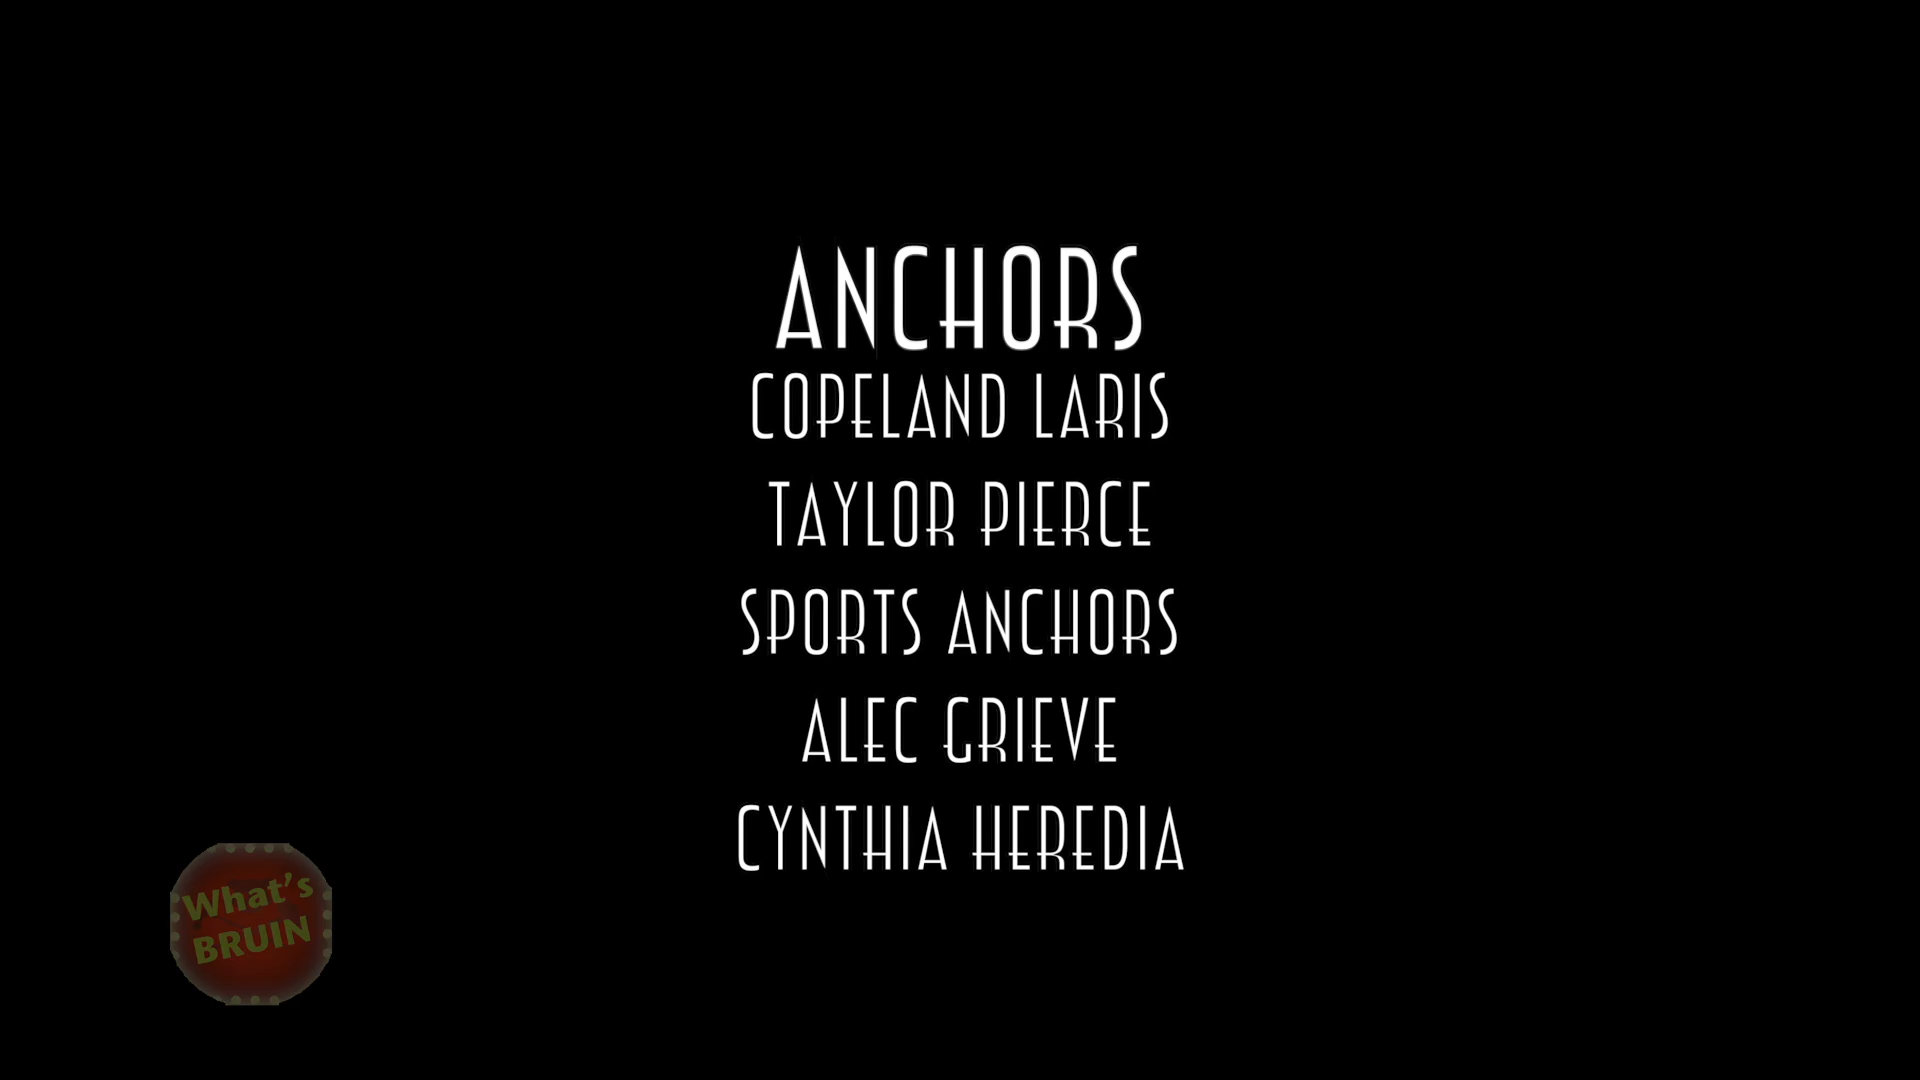 ANCHORS
COPELAND LARIS
TAYLOR PIERCE
SPORTS ANCHORS
ALEC GRIEVE
CYNTHIA HEREDIA
What's
BRUIN